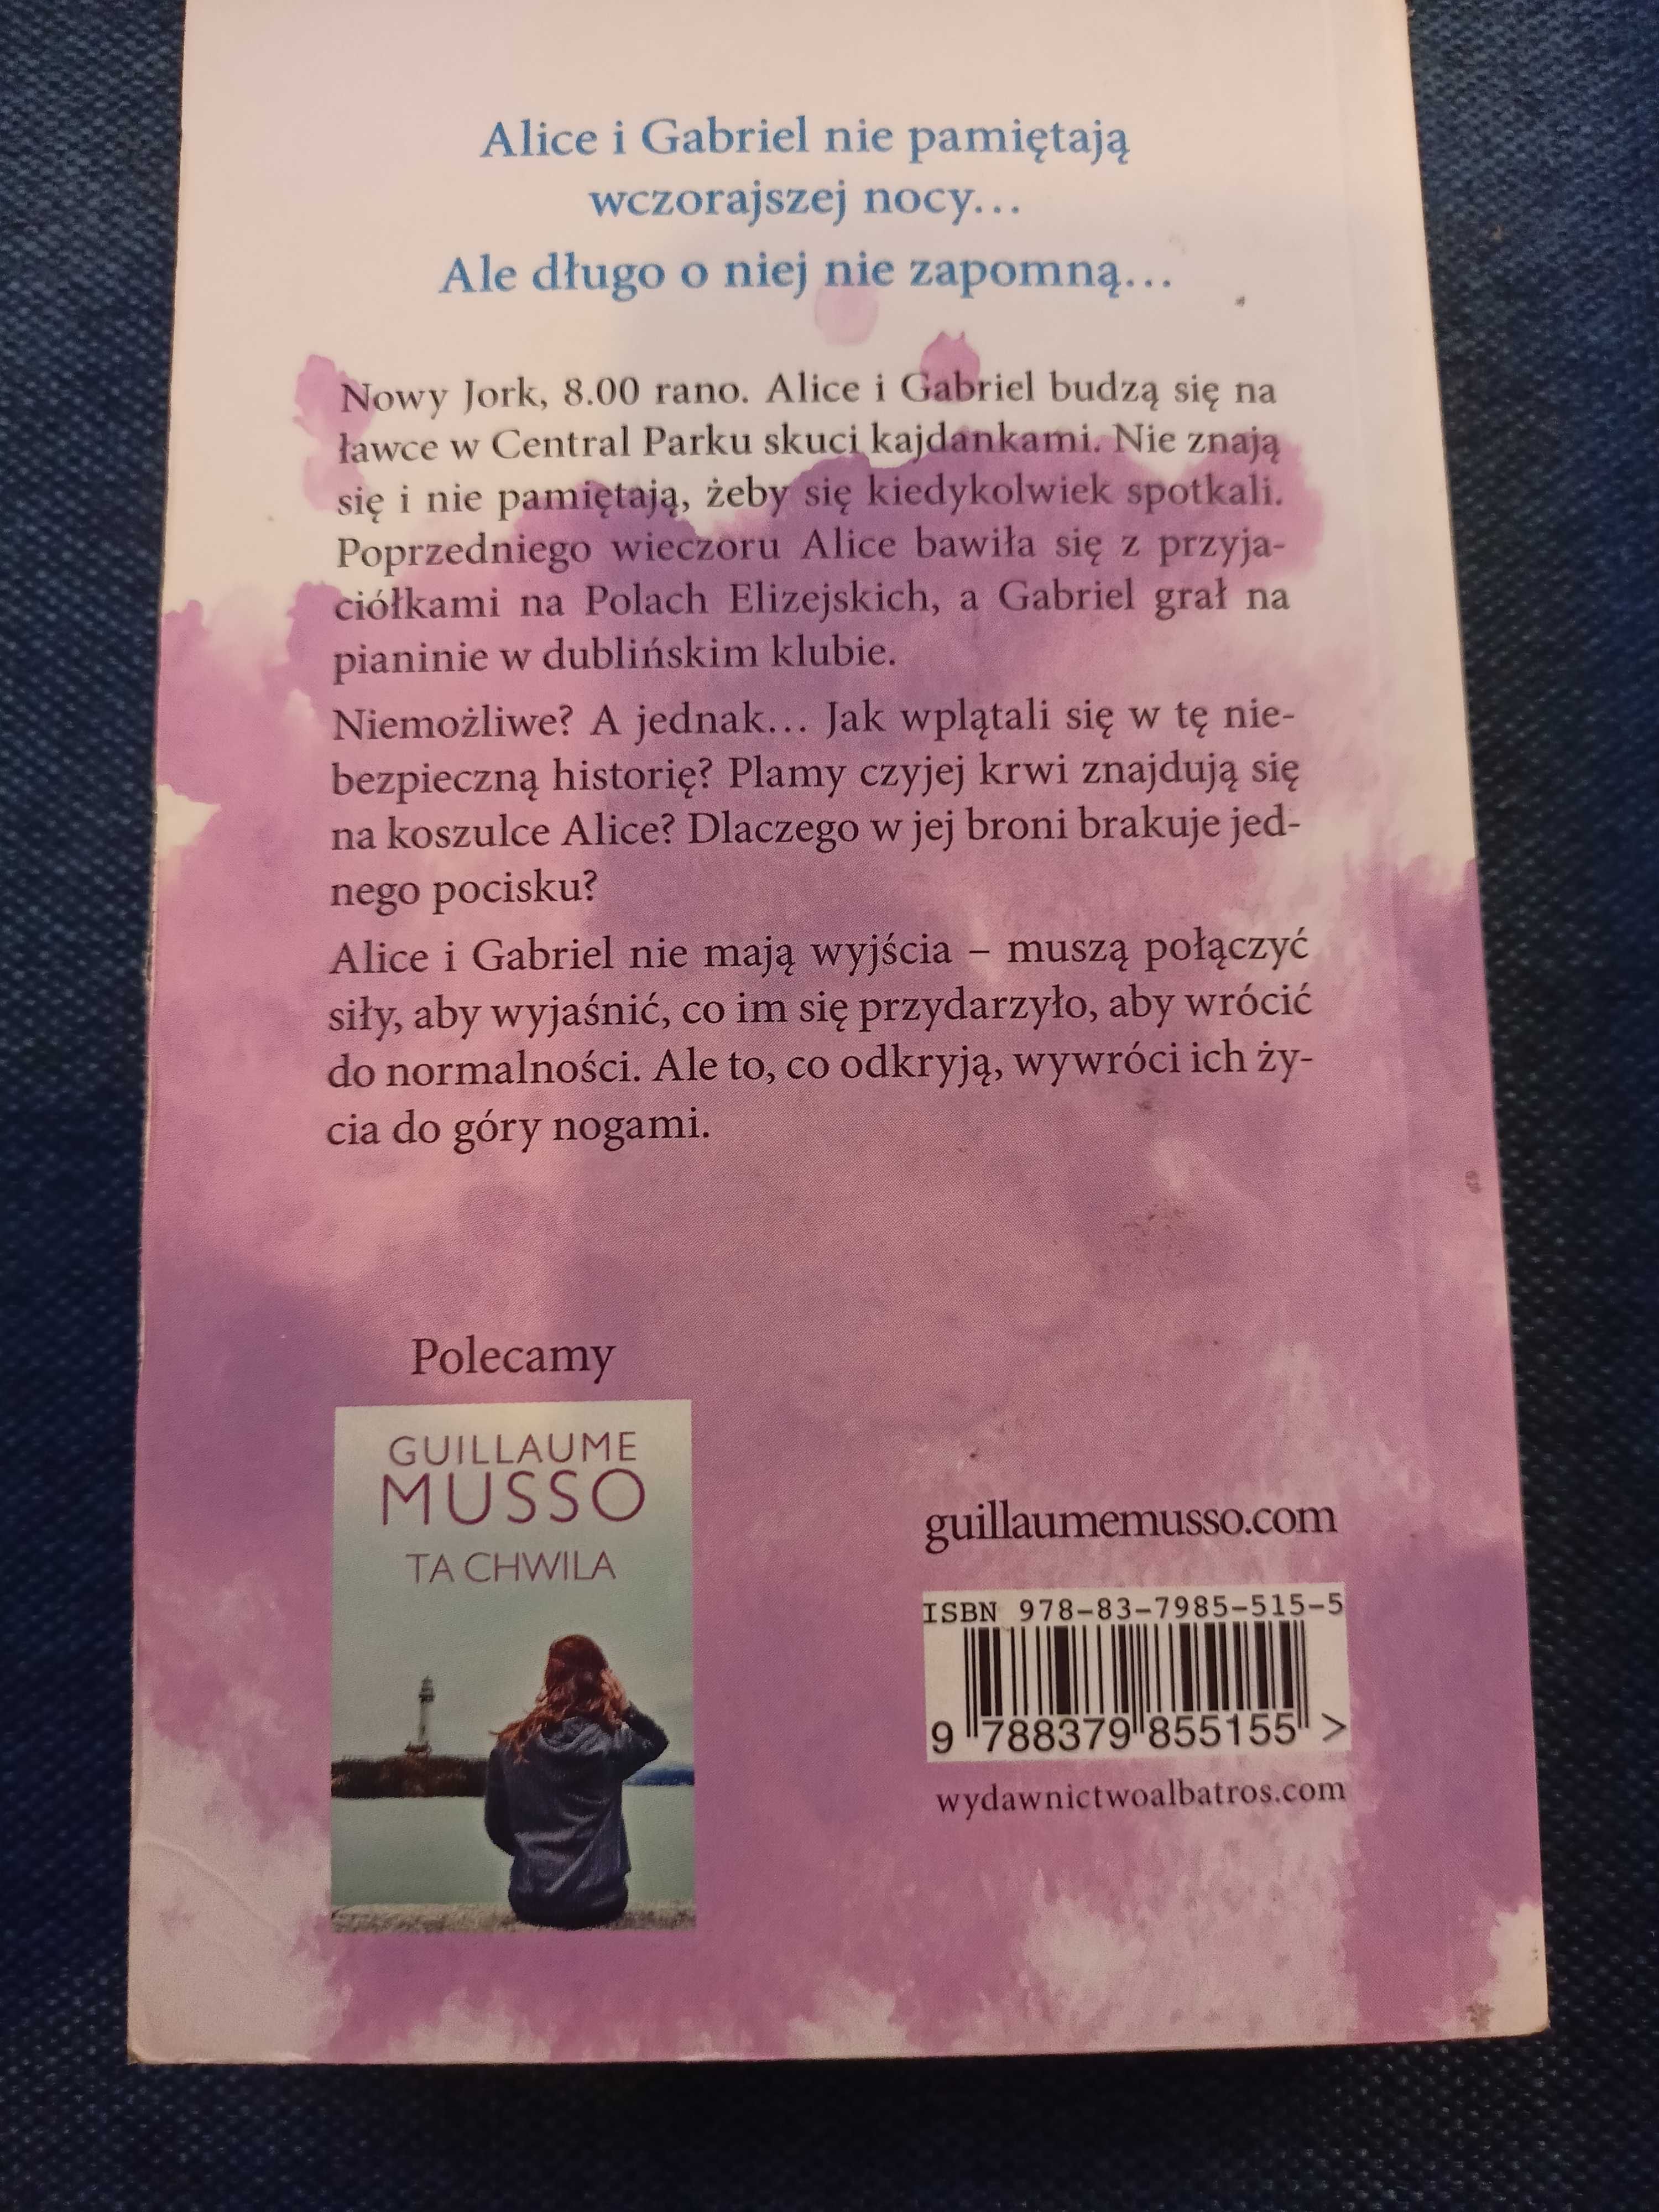 Alice i Gabriel nie pamiętają
wczorajszej nocy…
Ale długo o niej nie zapomną…
Nowy Jork, 8.00 rano. Alice i Gabriel budzą się na
ławce w Central Parku skuci kajdankami. Nie znają
się i nie pamiętają, żeby się kiedykolwiek spotkali.
Poprzedniego wieczoru Alice bawiła się z przyja-
ciółkami na Polach Elizejskich, a Gabriel grał na
pianinie w dublińskim klubie.
Niemożliwe? A jednak… Jak wplątali się w tę nie-
bezpieczną historię? Plamy czyjej krwi znajdują się
na koszulce Alice? Dlaczego w jej broni brakuje jed-
nego pocisku?
Alice i Gabriel nie mają wyjścia – muszą połączyć
siły, aby wyjaśnić, co im się przydarzyło, aby wrócić
do normalności. Ale to, co odkryją, wywróci ich ży-
cia do góry nogami.
Polecamy
GUILLAUME
MUSSO
TA CHWILA
guillaumemusso.com
ISBN 978-83-7985-515-5
9 788379 855155 >
wydawnictwoalbatros.com